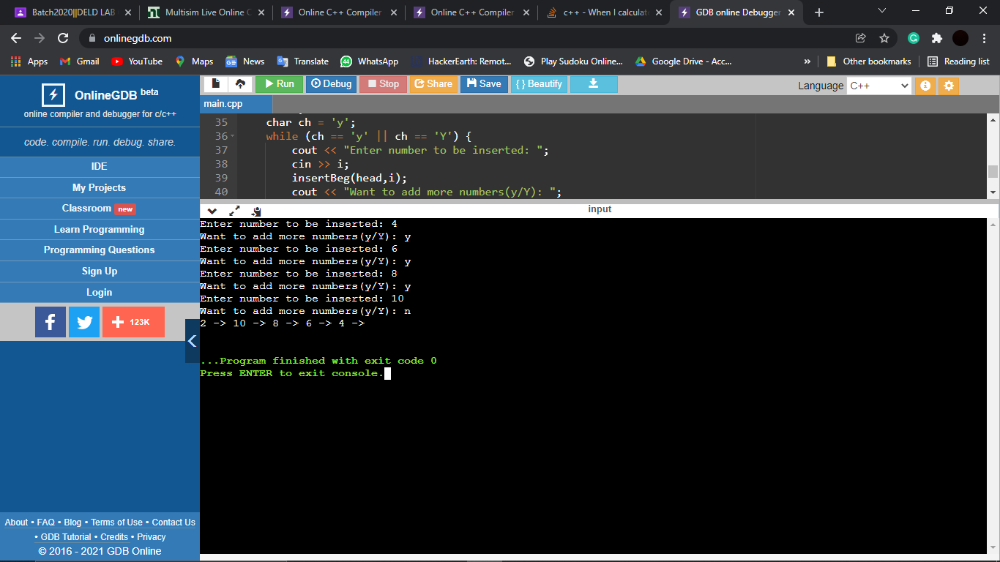 Batch2020||DELD LAB
Multisim Live Online C
Online C++ Compiler
Online C++ Compiler
c++ - When I calculat
GDB online Debugger
onlinegdb.com
Apps
Gmail
YouTube
Maps
News
Translate
44
WhatsApp
HackerEarth: Remot...
Play Sudoku Online...
Google Drive - Acc...
»
Other bookmarks
Reading list
OnlineGDB beta
online compiler and debugger for c/c++
code. compile. run. debug. share.
IDE
My Projects
Classroom new
Learn Programming
Programming Questions
Sign Up
Login
123K
About • FAQ • Blog • Terms of Use • Contact Us
• GDB Tutorial • Credits • Privacy
© 2016 - 2021 GDB Online
Run
Debug
Stop
Share
Save
{ } Beautify
Language C++
main.cpp
35 char ch = 'y';
36 while (ch == 'y' || ch == 'Y') {
37 cout << "Enter number to be inserted: ";
38 cin >> i;
39 insertBeg(head,i);
40 cout << "Want to add more numbers(y/Y): ";
input
Enter number to be inserted: 4
Want to add more numbers(y/Y): y
Enter number to be inserted: 6
Want to add more numbers(y/Y): y
Enter number to be inserted: 8
Want to add more numbers(y/Y): y
Enter number to be inserted: 10
Want to add more numbers(y/Y): n
2 -> 10 -> 8 -> 6 -> 4 ->
...Program finished with exit code 0
Press ENTER to exit console.